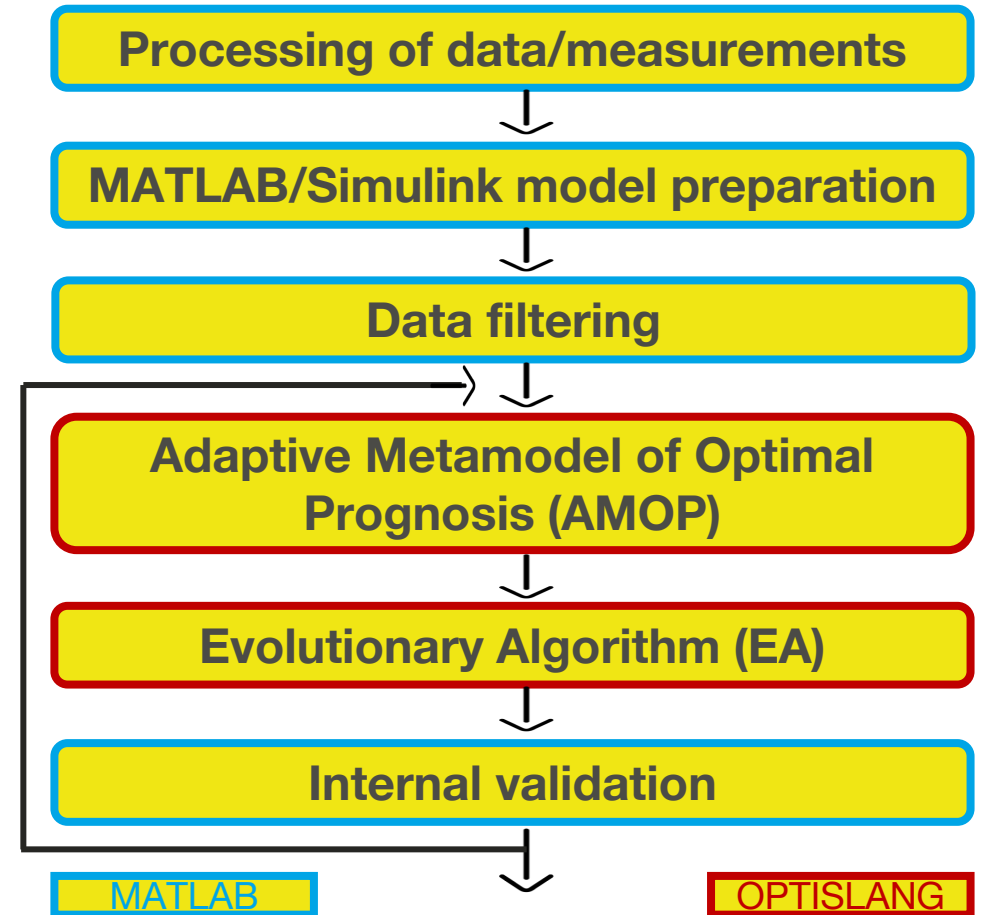 Processing of data/measurements
MATLAB/Simulink model preparation
Data filtering
Adaptive Metamodel of Optimal
Prognosis (AMOP)
Evolutionary Algorithm (EA)
Internal validation
MATLAB
OPTISLANG